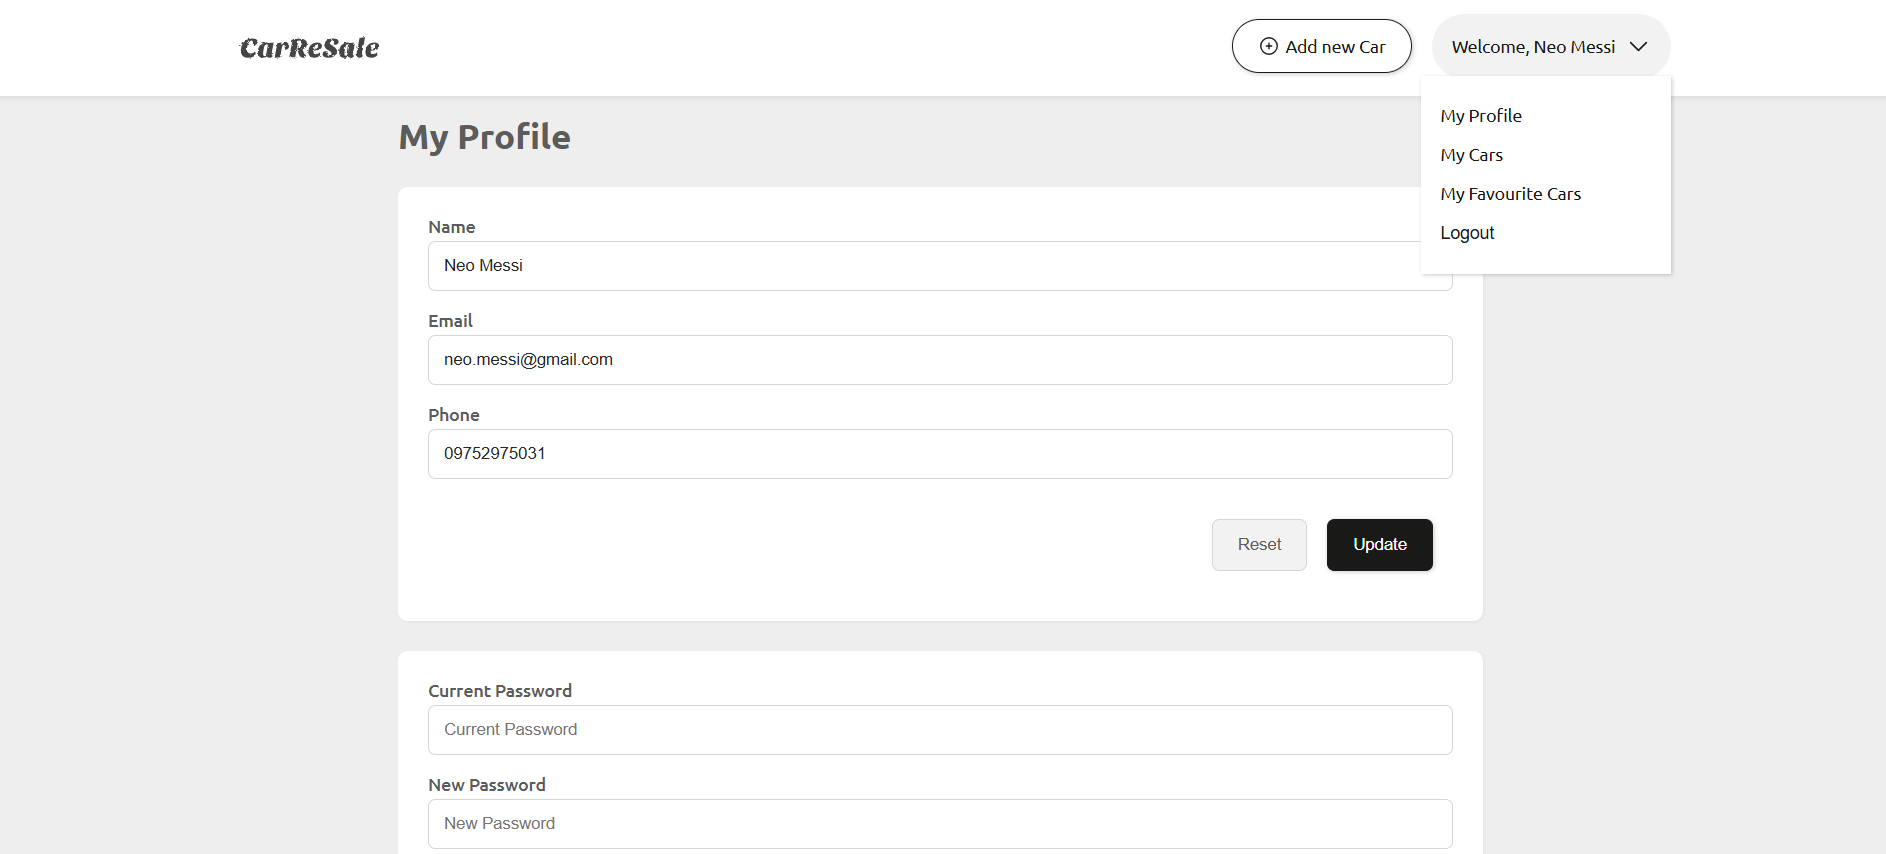 CarReSale
Add new Car
Welcome, Neo Messi
My Profile
My Cars
My Favourite Cars
Logout
My Profile
Name
Neo Messi
Email
neo.messi@gmail.com
Phone
09752975031
Reset
Update
Current Password
Current Password
New Password
New Password